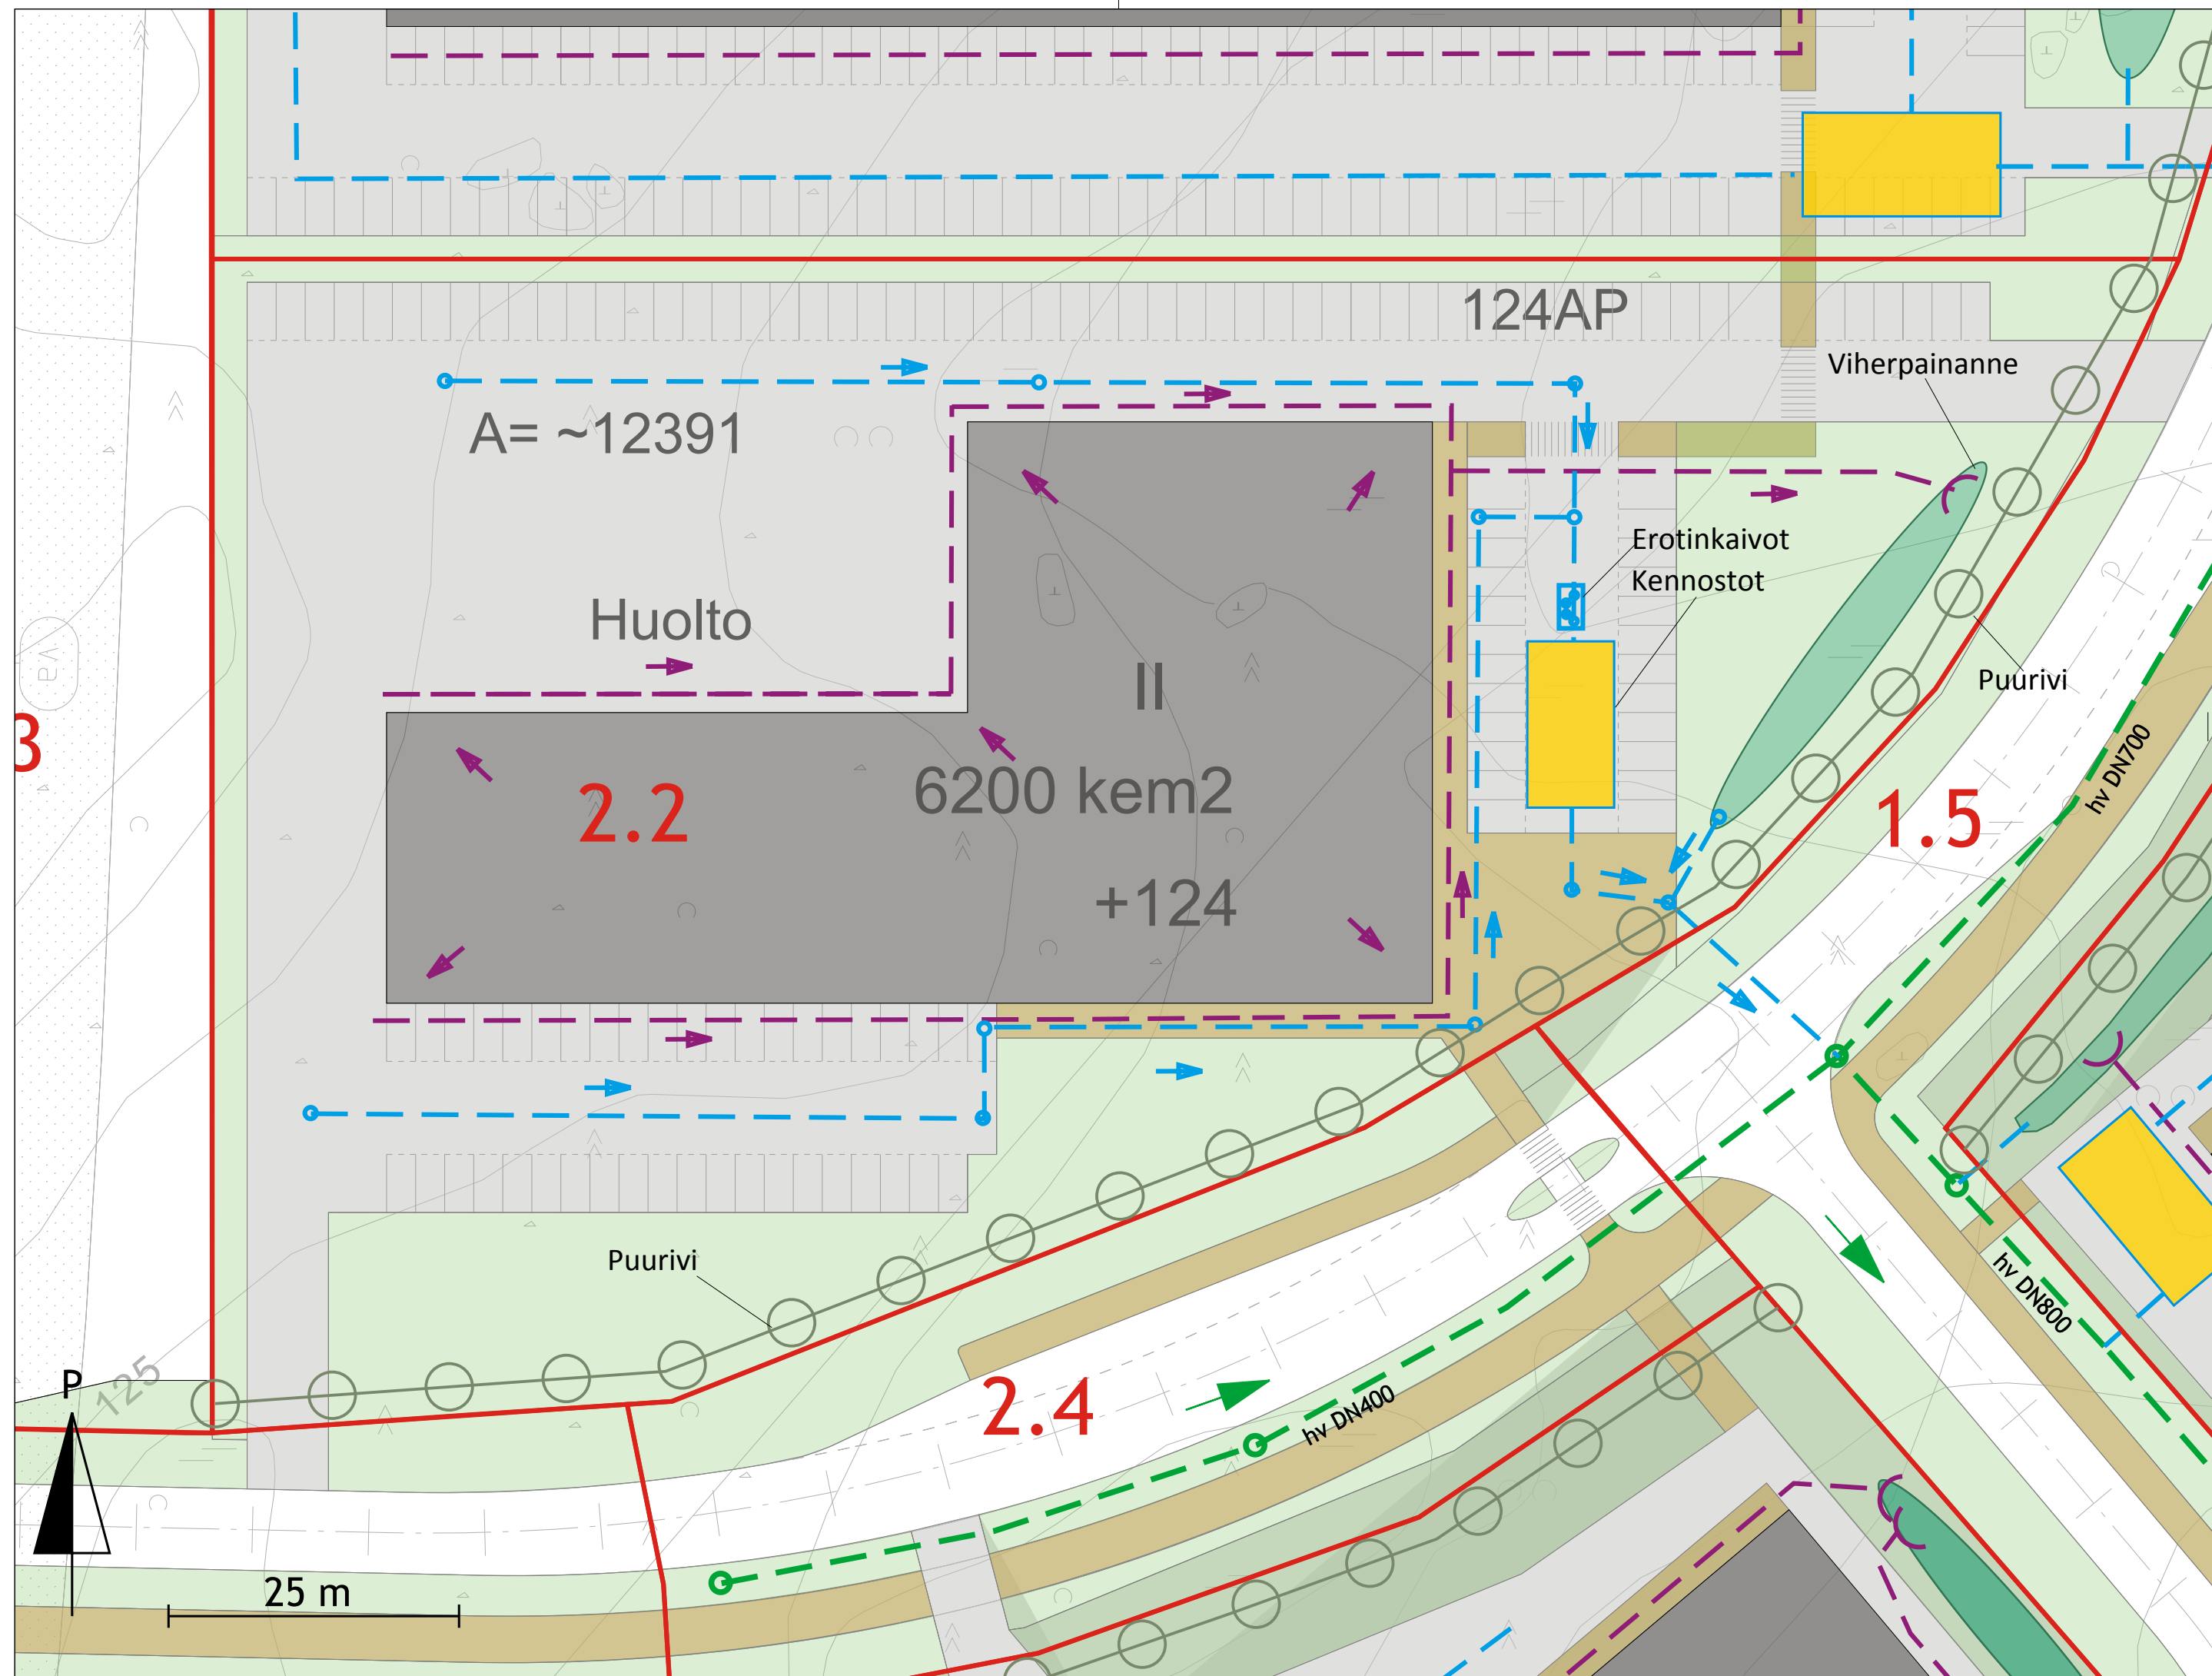 124AP
Viherpainanne
A= ~12391
Erotinkaivot
Kennostot
Huolto
II
Puurivi
3
hv DN700
6200 kem2
2.2
1.5
+124
Puurivi
hv DN800
P
125
2.4
hv DN400
25 m